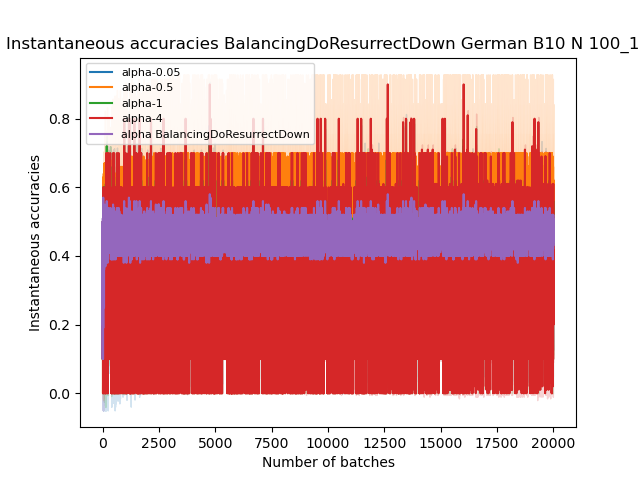 Instantaneous accuracies BalancingDoResurrectDown German B10 N 100_1
alpha-0.05
alpha-0.5
alpha-1
alpha-4
alpha BalancingDoResurrectDown
0.8
0.6
0.4
0.2
0.0
Instantaneous accuracies
0 2500 5000 7500 10000 12500 15000 17500 20000
Number of batches